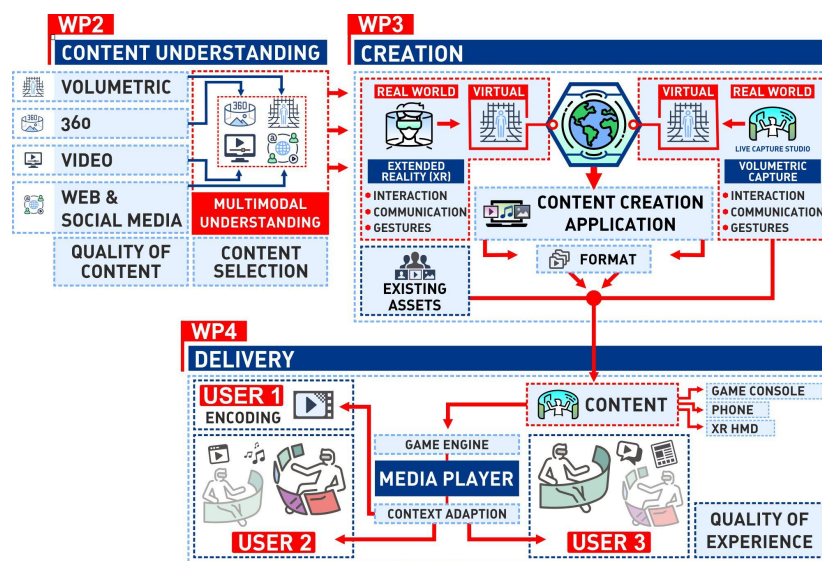 WP2
CONTENT UNDERSTANDING
VOLUMETRIC
360
VIDEO
WEB &
SOCIAL MEDIA
360
MULTIMODAL
UNDERSTANDING
QUALITY OF
CONTENT
CONTENT
SELECTION
WP3
CREATION
REAL WORLD
VIRTUAL
VIRTUAL
REAL WORLD
LIVE CAPTURE STUDIO
EXTENDED
REALITY (XR)
• INTERACTION
• COMMUNICATION
• GESTURES
CONTENT CREATION
APPLICATION
VOLUMETRIC
CAPTURE
• INTERACTION
• COMMUNICATION
• GESTURES
FORMAT
EXISTING
ASSETS
WP4
DELIVERY
USER 1
ENCODING
CONTENT
GAME CONSOLE
PHONE
XR HMD
GAME ENGINE
MEDIA PLAYER
CONTEXT ADAPTION
USER 2
USER 3
QUALITY OF
EXPERIENCE